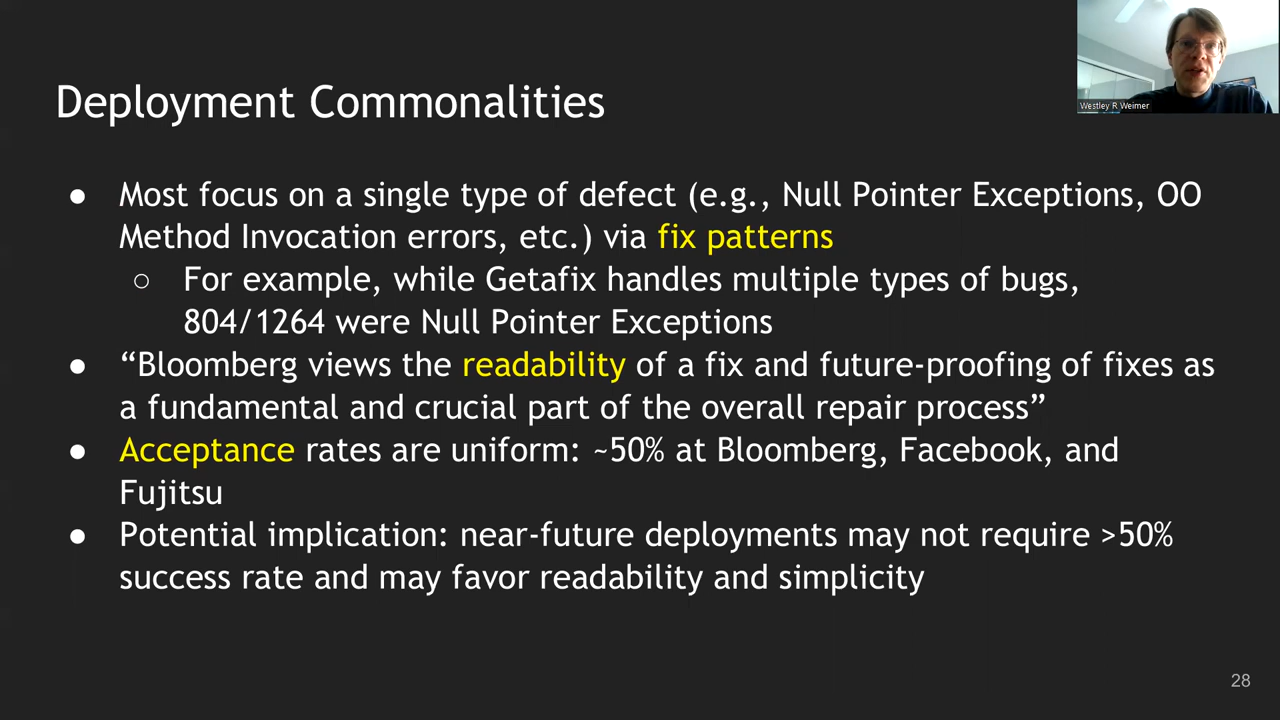 Westley R Weimer
Deployment Commonalities
● Most focus on a single type of defect (e.g., Null Pointer Exceptions, OO
Method Invocation errors, etc.) via fix patterns
○ For example, while Getafix handles multiple types of bugs,
804/1264 were Null Pointer Exceptions
● “Bloomberg views the readability of a fix and future-proofing of fixes as
a fundamental and crucial part of the overall repair process”
● Acceptance rates are uniform: ~50% at Bloomberg, Facebook, and
Fujitsu
● Potential implication: near-future deployments may not require >50%
success rate and may favor readability and simplicity
28